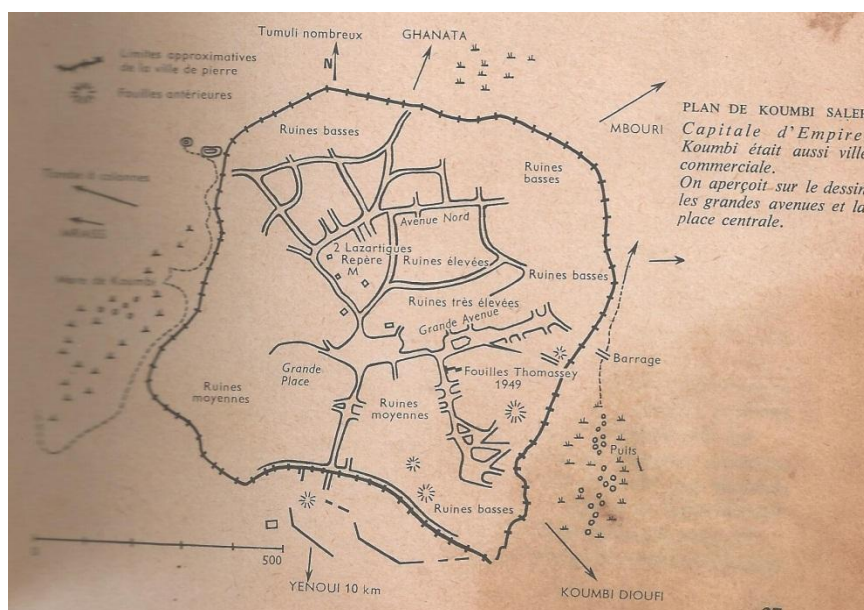 Tumuli nombreux
GHANATA
Limites approximatives
de la ville de pierre
N
Fouilles antérieures
MBOURI
PLAN DE KOUMBI SALEH
Capitale d'Empire
Koumbi était aussi ville
commerciale.
On aperçoit sur le dessin
les grandes avenues et la
place centrale.
Ruines basses
Ruines
basses
Tumuli à colonnes
Avenue Nord
2 Lazartigues
Repère
M
Ruines élevées
Ruines basses
Mare de Koumbi
Ruines très élevées
Grande Avenue
Barrage
Grande
Place
Fouilles Thomassey
1949
Ruines
moyennes
Ruines
moyennes
Puits
Ruines basses
500
YENOUI 10 km
KOUMBI DIOUFI